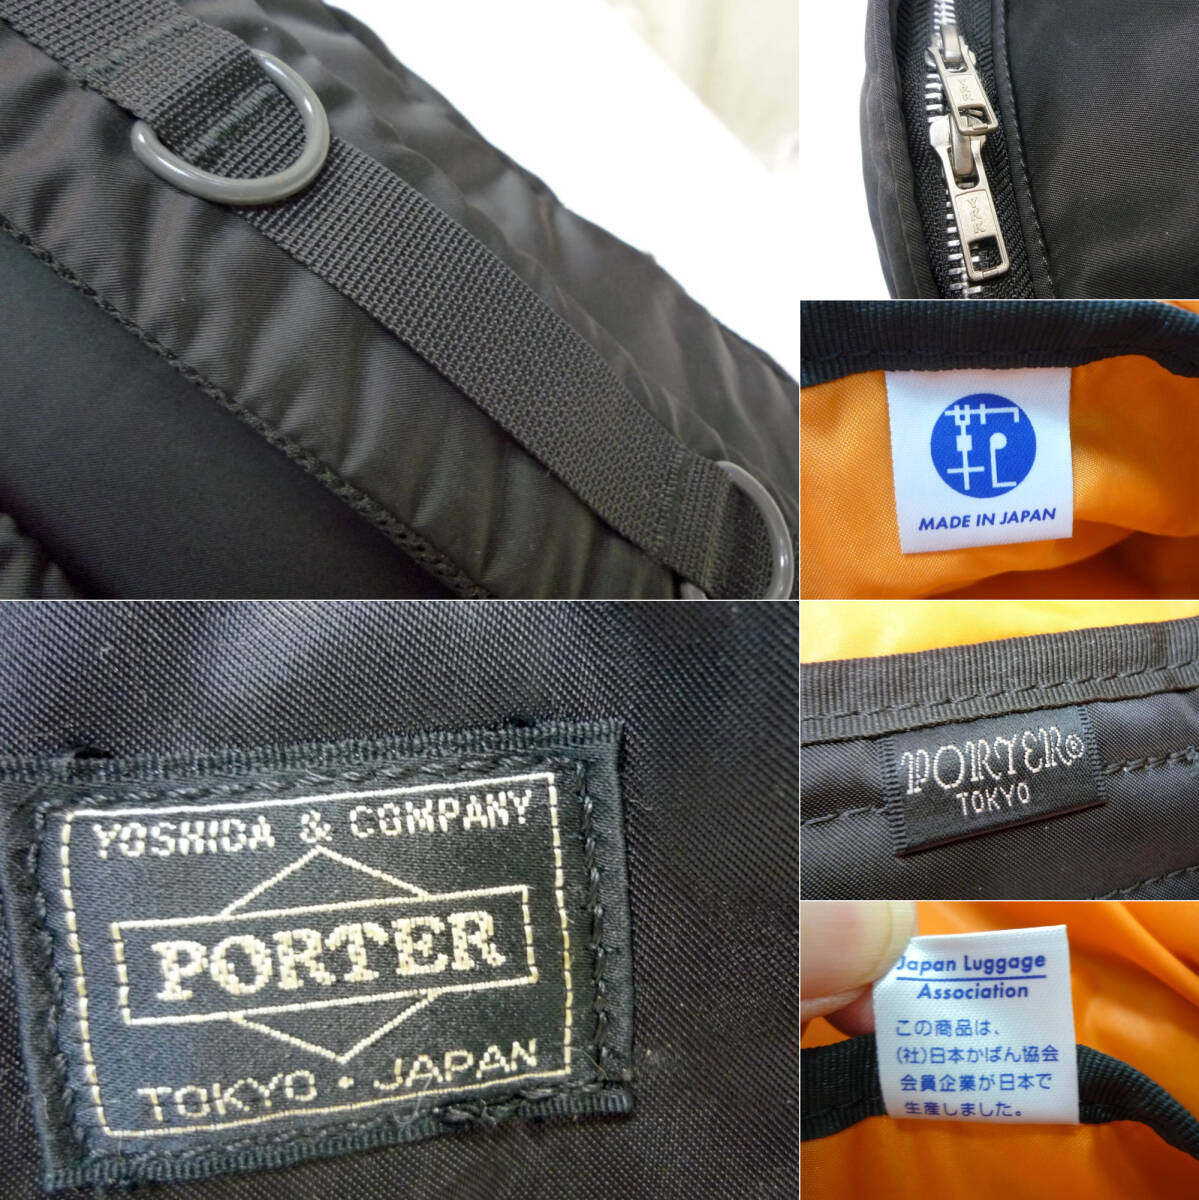 YKK
YKK
鞄
MADE IN JAPAN
YOSHIDA & COMPANY
PORTER
TOKYO・JAPAN
PORTER®
TOKYO
Japan Luggage
Association
この商品は、
(社)日本かばん協会
会員企業が日本で
生産しました。